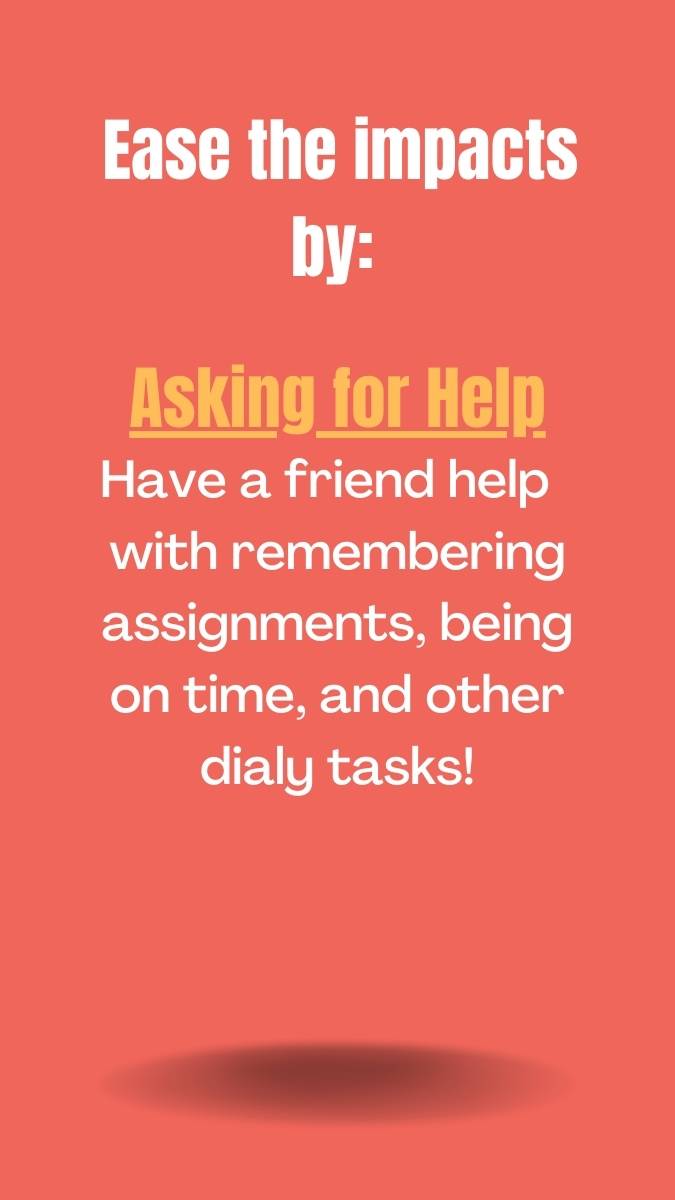 Ease the impacts
by:
Asking for Help
Have a friend help
with remembering
assignments, being
on time, and other
dialy tasks!